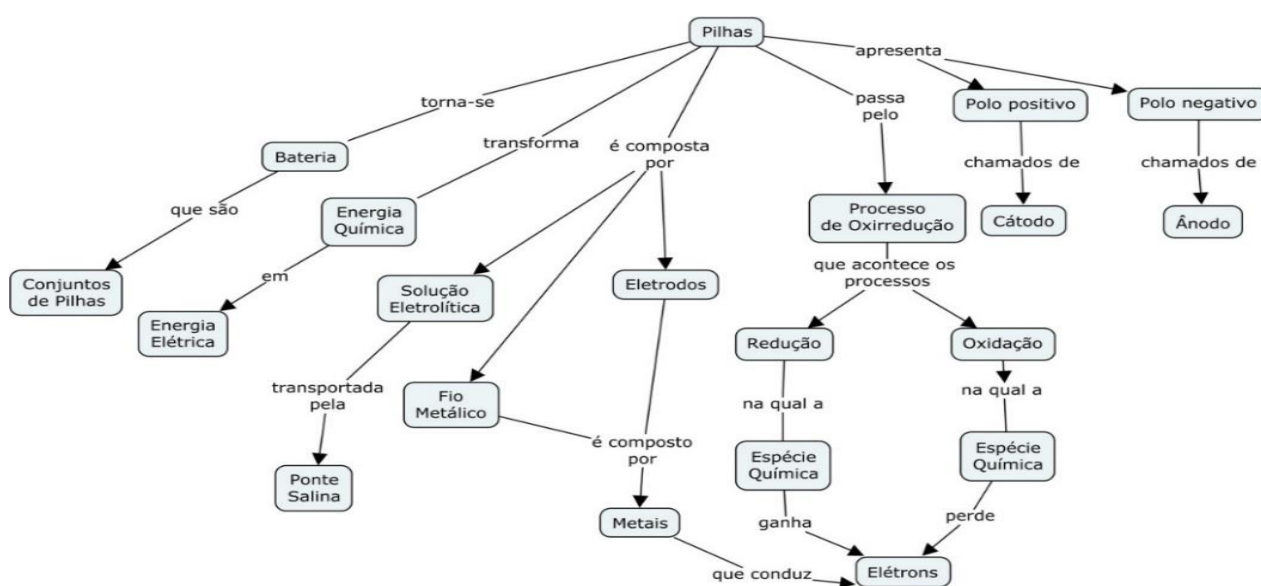 Pilhas
apresenta
torna-se
passa
pelo
Polo positivo
Polo negativo
transforma
é composta
por
Bateria
chamados de
chamados de
que são
Energia
Química
Processo
de Oxirredução
Cátodo
Ânodo
em
Conjuntos
de Pilhas
Solução
Eletrolítica
Eletrodos
que acontece os
processos
Energia
Elétrica
Redução
Oxidação
transportada
pela
Fio
Metálico
na qual a
na qual a
é composto
por
Espécie
Química
Espécie
Química
Ponte
Salina
Metais
ganha
perde
que conduz
Elétrons